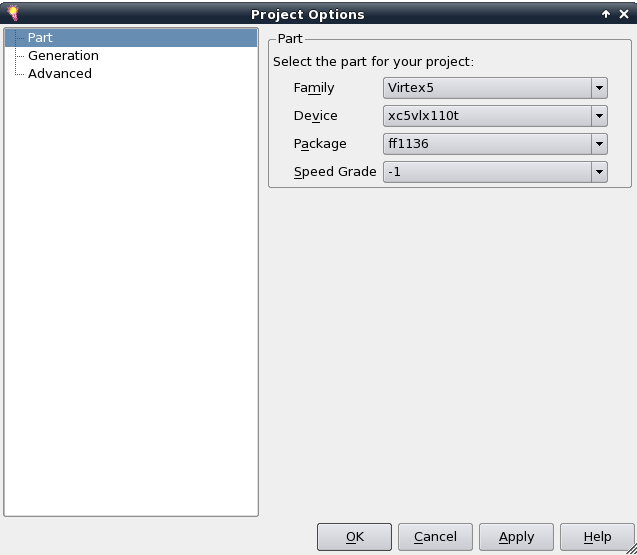 Project Options
Part
Generation
Advanced
Part
Select the part for your project:
Family Virtex5
Device xc5vlx110t
Package ff1136
Speed Grade -1
OK Cancel Apply Help